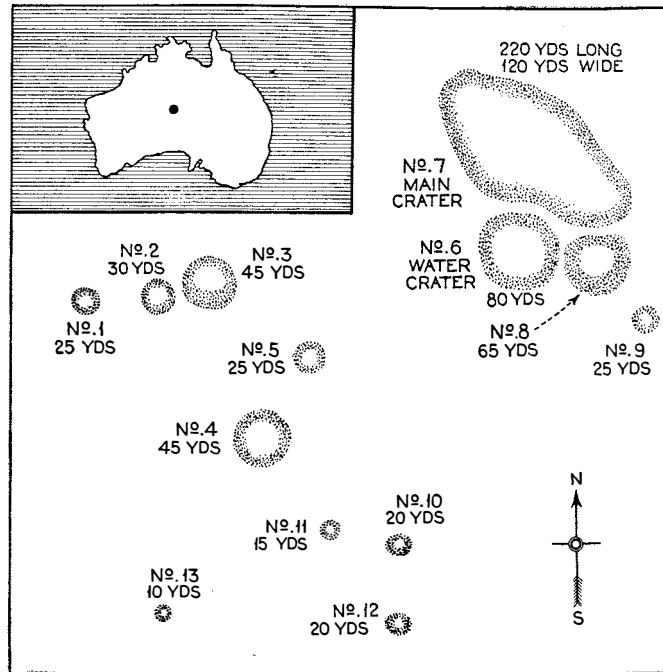 220 YDS LONG
120 YDS WIDE
Nº.7
MAIN
CRATER
Nº.2
30 YDS
Nº.3
45 YDS
Nº.6
WATER
CRATER
80 YDS
Nº.1
25 YDS
Nº.8
65 YDS
Nº.9
25 YDS
Nº.5
25 YDS
Nº.4
45 YDS
N
Nº.11
15 YDS
Nº.10
20 YDS
Nº.13
10 YDS
Nº.12
20 YDS
S